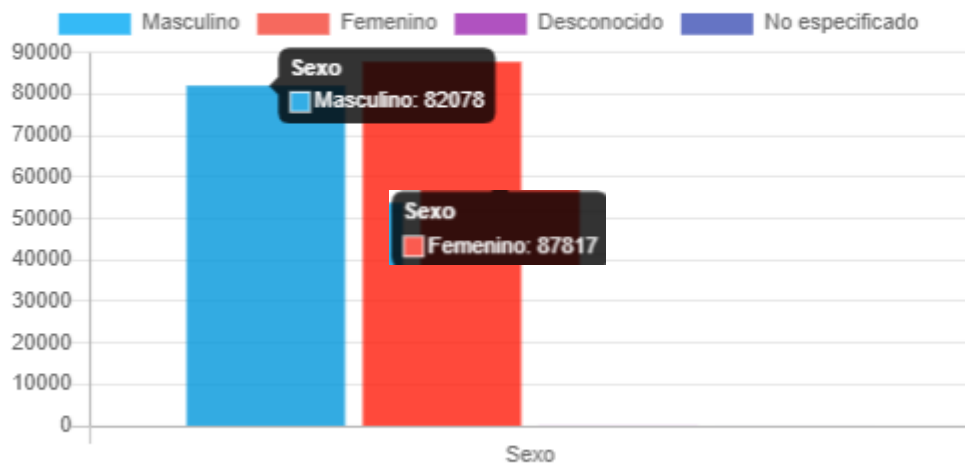 Masculino Femenino Desconocido No especificado
90000
80000
70000
60000
50000
40000
30000
20000
10000
0
Sexo
Masculino: 82078
Sexo
Femenino: 87817
Sexo